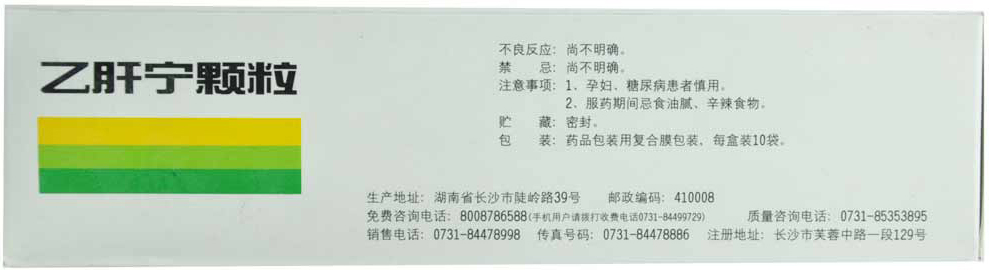 乙肝宁颗粒
不良反应：尚不明确。
禁 忌：尚不明确。
注意事项：1、孕妇、糖尿病患者慎用。
2、服药期间忌食油腻、辛辣食物。
贮 藏：密封。
包 装：药品包装用复合膜包装，每盒装10袋。
生产地址：湖南省长沙市陡岭路39号 邮政编码：410008
免费咨询电话：8008786588(手机用户请拨打收费电话0731-84499729) 质量咨询电话：0731-85353895
销售电话：0731-84478998 传真号码：0731-84478886 注册地址：长沙市芙蓉中路一段129号